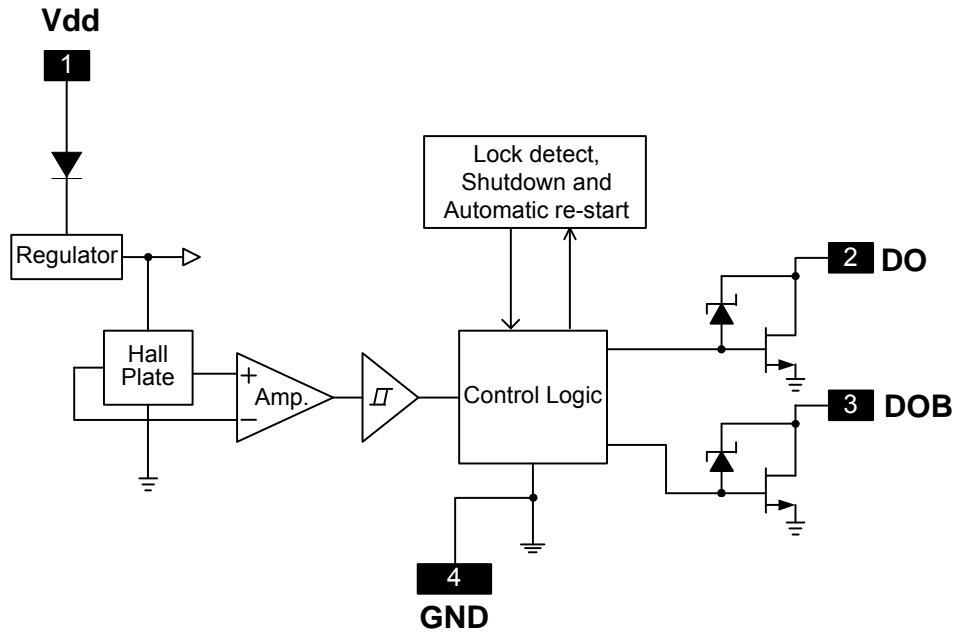 Vdd
1
Lock detect,
Shutdown and
Automatic re-start
Regulator
2 DO
Hall
Plate
+
Amp.
−
Control Logic
3 DOB
4
GND